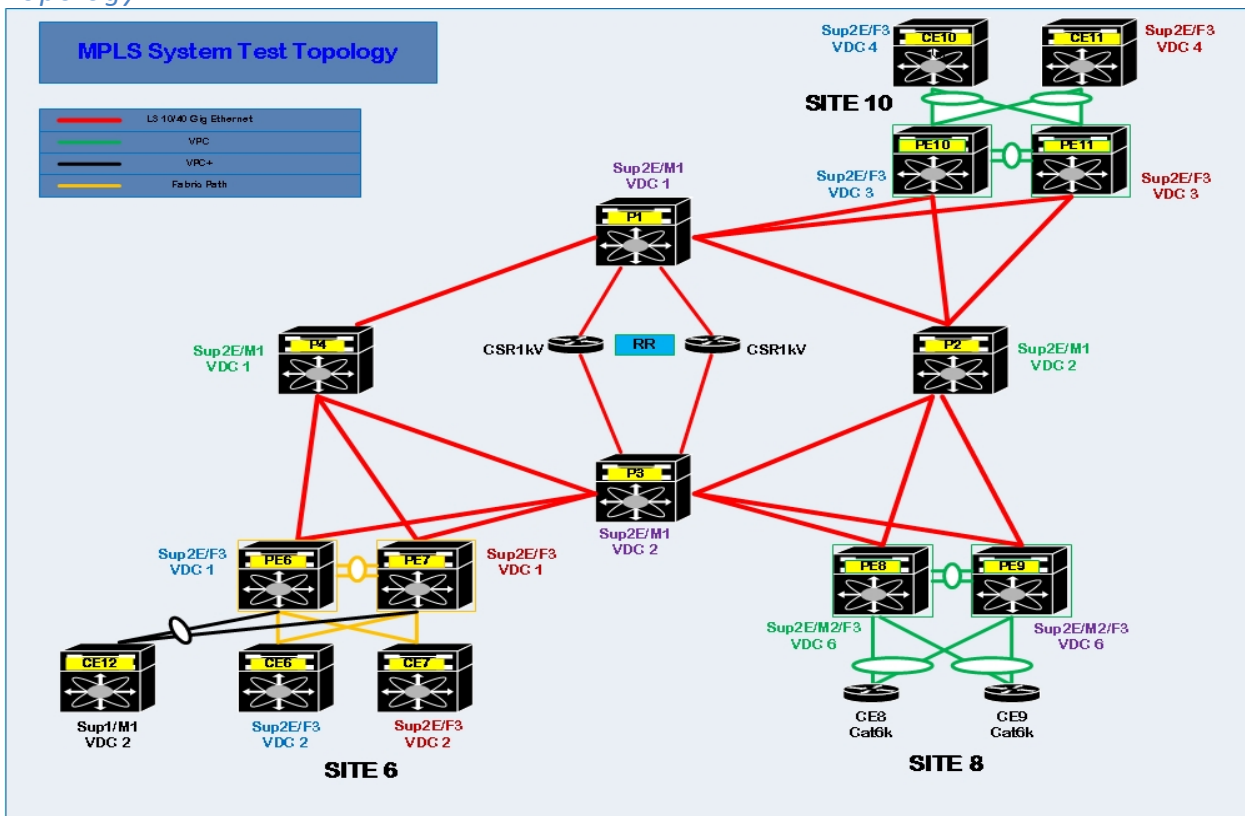 MPLS System Test Topology
L3 10/40 Gig Ethernet
VPC
VPC+
Fabric Path
Sup2E/F3
VDC 4
CE10
CE11
Sup2E/F3
VDC 4
SITE 10
PE10
PE11
Sup2E/F3
VDC 3
Sup2E/F3
VDC 3
Sup2E/M1
VDC 1
P1
P4
Sup2E/M1
VDC 1
CSR1kV
RR
CSR1kV
P2
Sup2E/M1
VDC 2
P3
Sup2E/M1
VDC 2
Sup2E/F3
VDC 1
PE6
PE7
Sup2E/F3
VDC 1
PE8
PE9
Sup2E/M2/F3
VDC 6
Sup2E/M2/F3
VDC 6
CE12
CE6
CE7
Sup1/M1
VDC 2
Sup2E/F3
VDC 2
Sup2E/F3
VDC 2
CE8
Cat6k
CE9
Cat6k
SITE 6
SITE 8